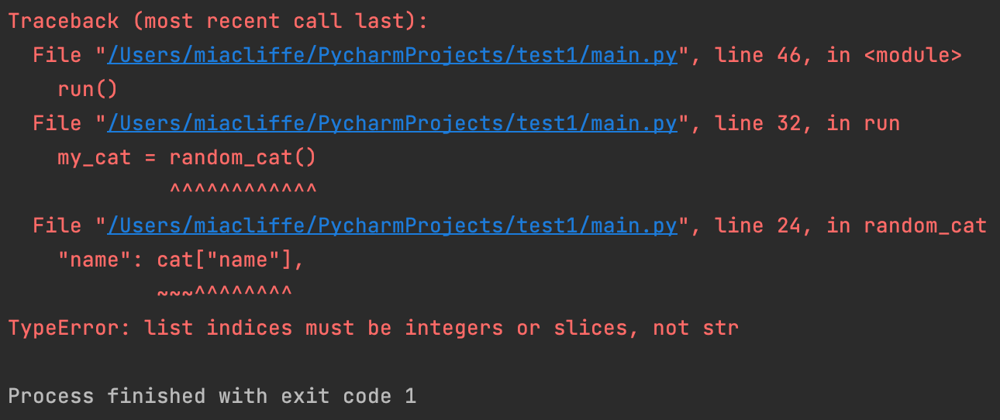 Traceback (most recent call last):
  File "/Users/miacliffe/PycharmProjects/test1/main.py", line 46, in <module>
    run()
  File "/Users/miacliffe/PycharmProjects/test1/main.py", line 32, in run
    my_cat = random_cat()
             ^^^^^^^^^^^^
  File "/Users/miacliffe/PycharmProjects/test1/main.py", line 24, in random_cat
    "name": cat["name"],
            ~~~^^^^^^^^
TypeError: list indices must be integers or slices, not str

Process finished with exit code 1